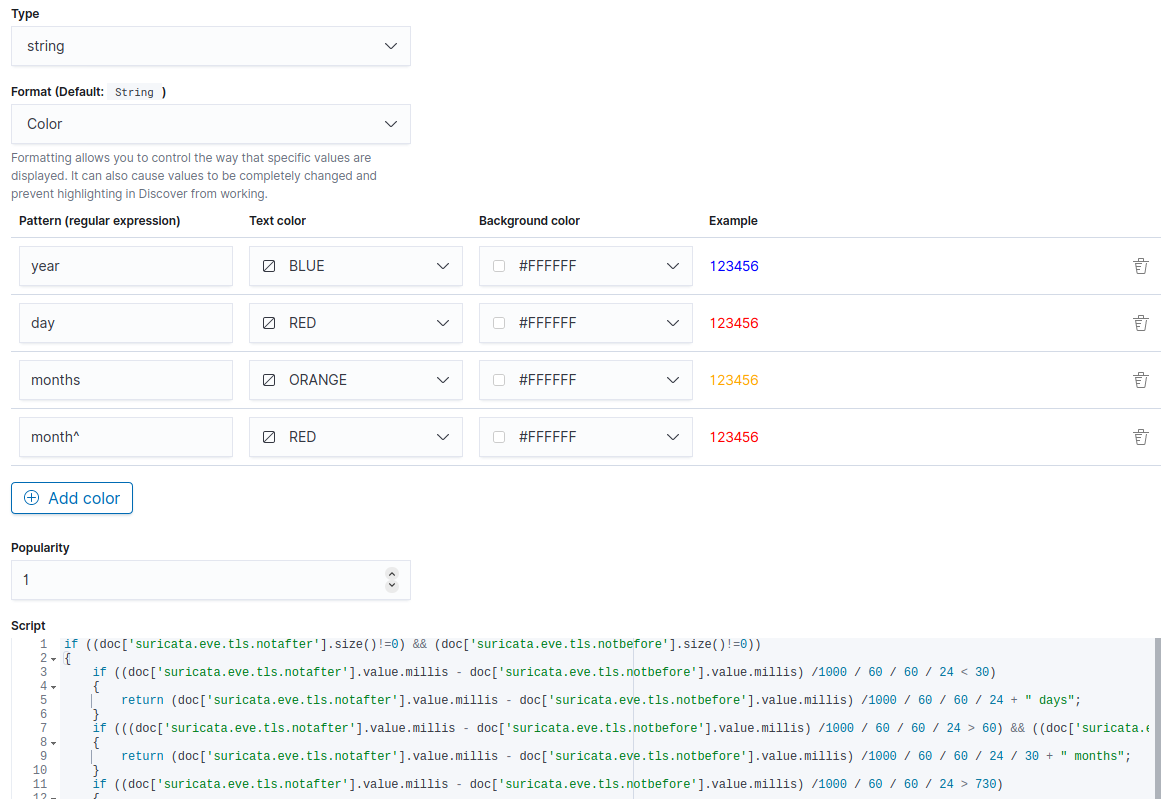 Type
string
Format (Default: String )
Color
Formatting allows you to control the way that specific values are
displayed. It can also cause values to be completely changed and
prevent highlighting in Discover from working.
Pattern (regular expression) Text color Background color Example
year BLUE #FFFFFF 123456
day RED #FFFFFF 123456
months ORANGE #FFFFFF 123456
month^ RED #FFFFFF 123456
Add color
Popularity
1
Script
1 if ((doc['suricata.eve.tls.notafter'].size()!=0) && (doc['suricata.eve.tls.notbefore'].size()!=0))
2 {
3 if ((doc['suricata.eve.tls.notafter'].value.millis - doc['suricata.eve.tls.notbefore'].value.millis) /1000 / 60 / 60 / 24 < 30)
4 {
5 return (doc['suricata.eve.tls.notafter'].value.millis - doc['suricata.eve.tls.notbefore'].value.millis) /1000 / 60 / 60 / 24 + " days";
6 }
7 if (((doc['suricata.eve.tls.notafter'].value.millis - doc['suricata.eve.tls.notbefore'].value.millis) /1000 / 60 / 60 / 24 > 60) && ((doc['suricata.e
8 {
9 return (doc['suricata.eve.tls.notafter'].value.millis - doc['suricata.eve.tls.notbefore'].value.millis) /1000 / 60 / 60 / 24 / 30 + " months";
10 }
11 if ((doc['suricata.eve.tls.notafter'].value.millis - doc['suricata.eve.tls.notbefore'].value.millis) /1000 / 60 / 60 / 24 > 730)
12 {